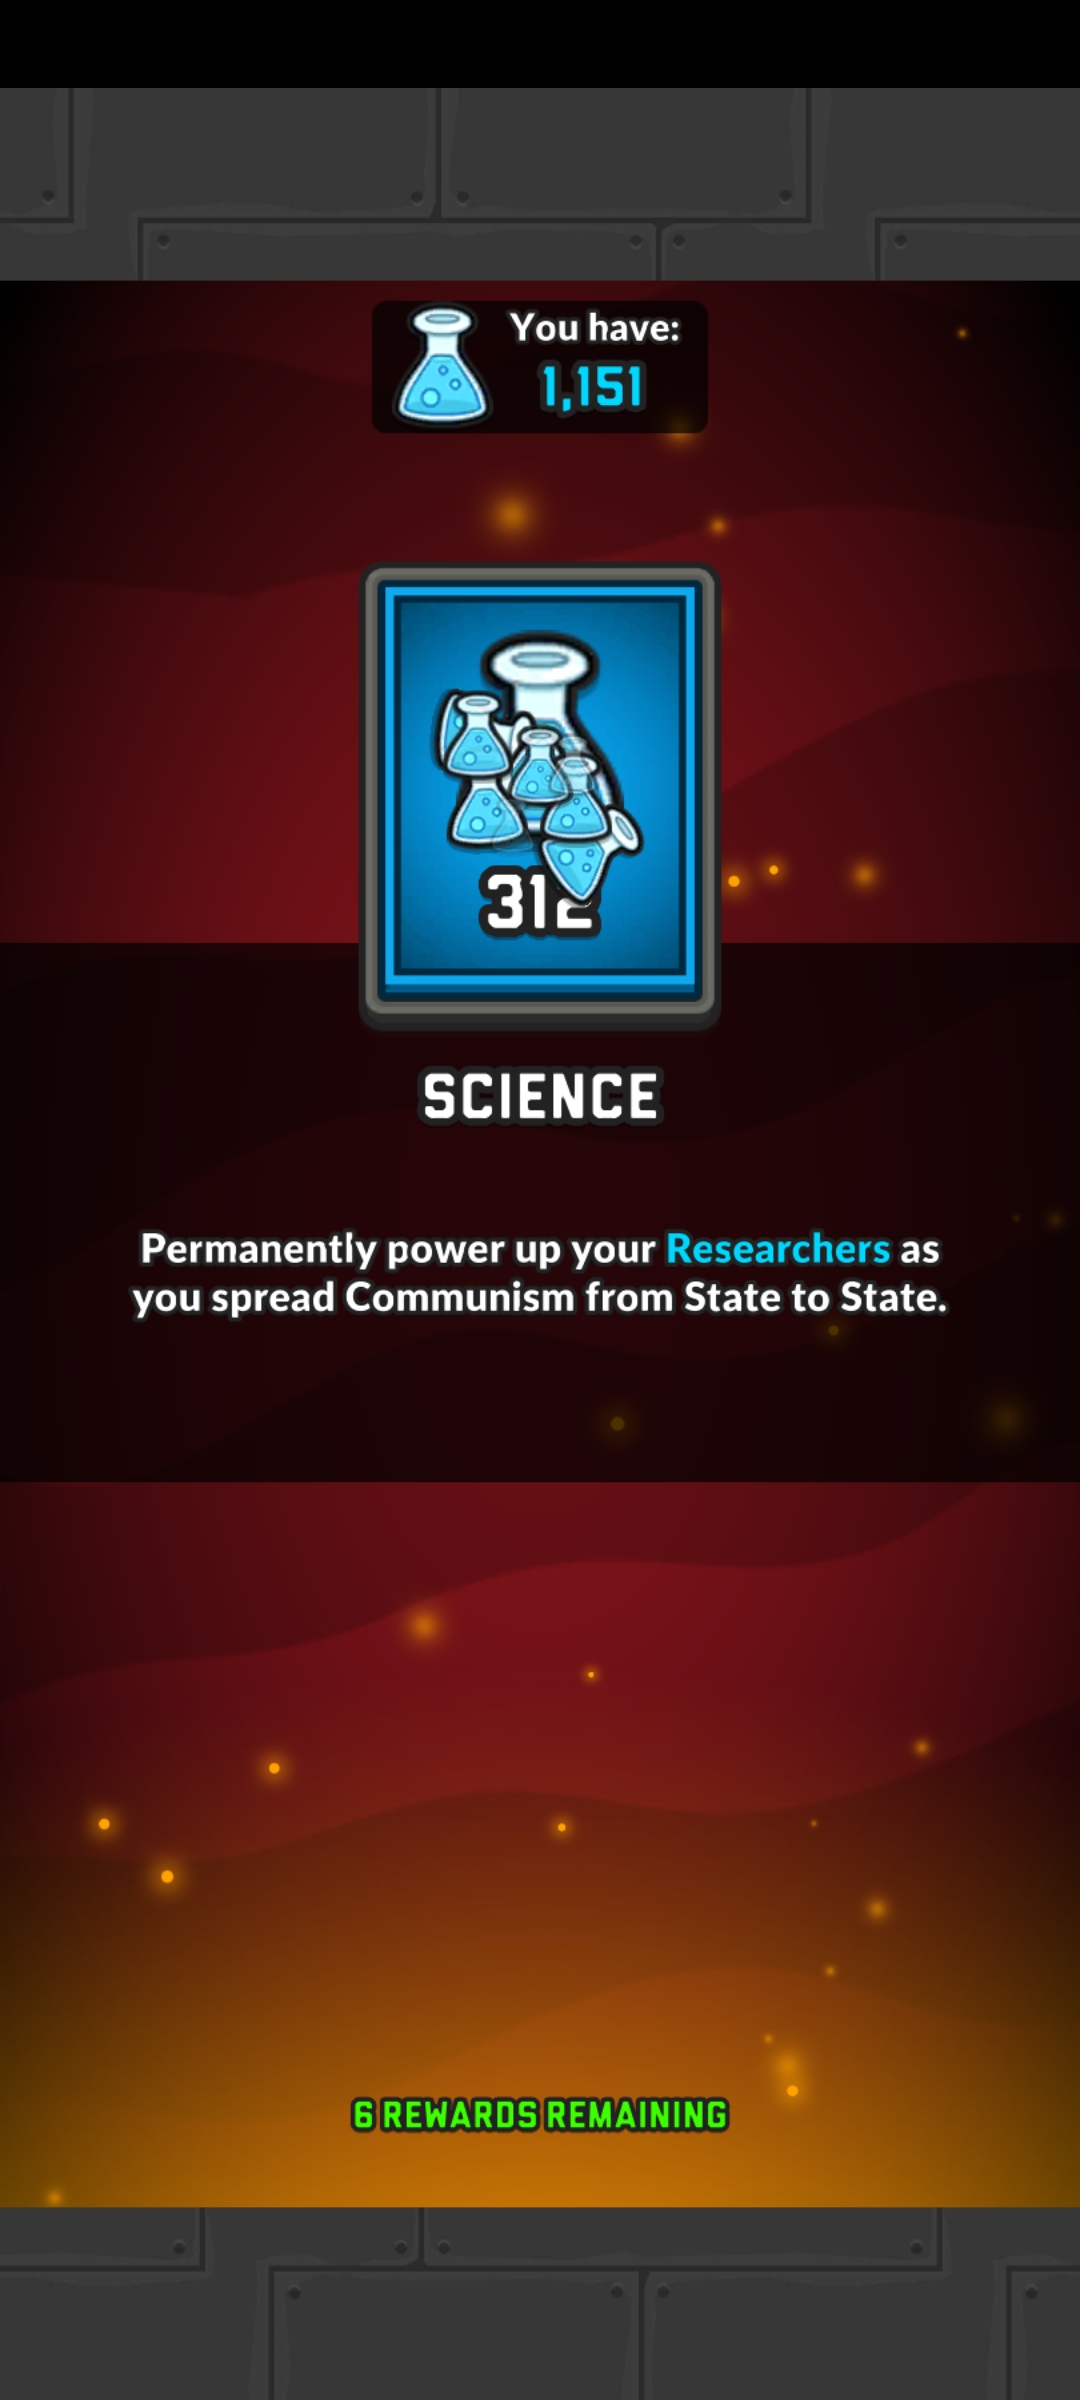 You have:
1,151
312
SCIENCE
Permanently power up your Researchers as
you spread Communism from State to State.
6 REWARDS REMAINING